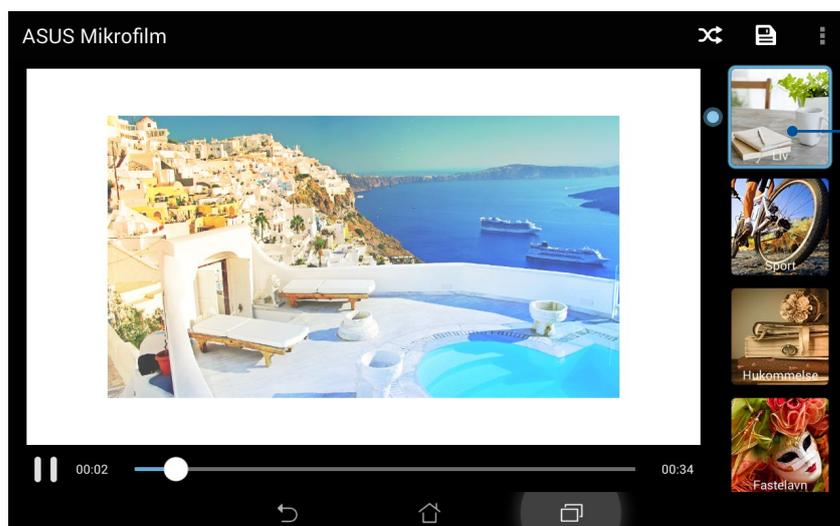 ASUS Mikrofilm
Liv
Sport
Hukommelse
Fastelavn
00:02
00:34